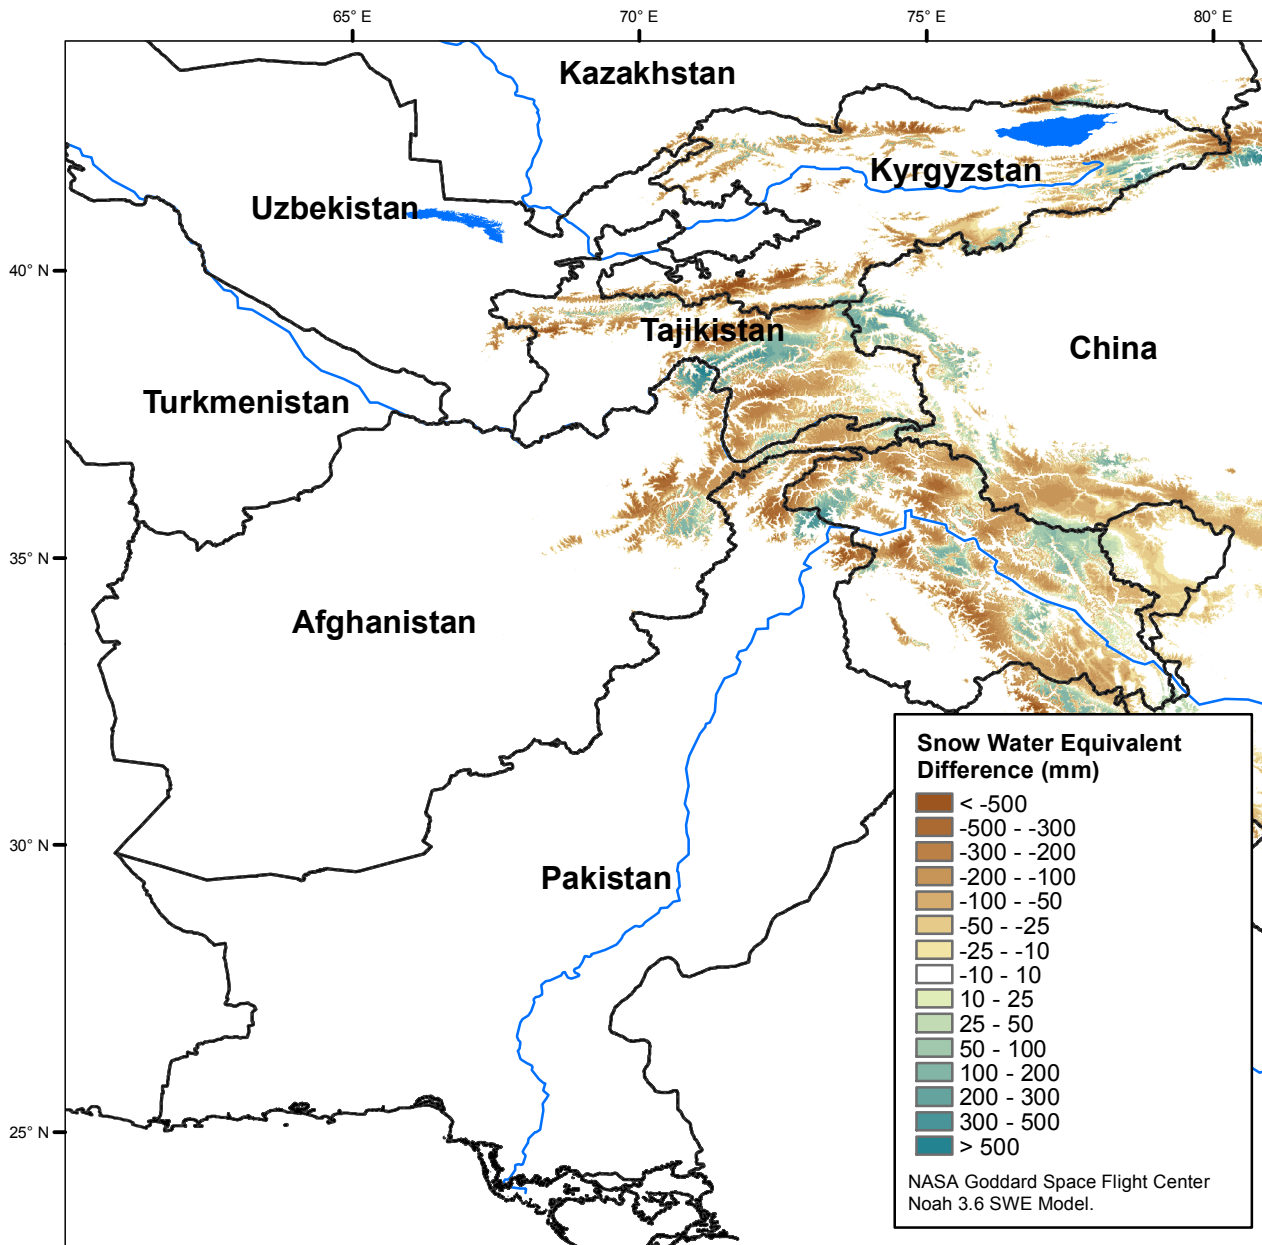 65° E
70° E
75° E
80° E
Kazakhstan
Kyrgyzstan
Uzbekistan
40° N
Tajikistan
China
Turkmenistan
35° N
Afghanistan
30° N
Pakistan
25° N
Snow Water Equivalent
Difference (mm)
< -500
-500 - -300
-300 - -200
-200 - -100
-100 - -50
-50 - -25
-25 - -10
-10 - 10
10 - 25
25 - 50
50 - 100
100 - 200
200 - 300
300 - 500
> 500
NASA Goddard Space Flight Center
Noah 3.6 SWE Model.